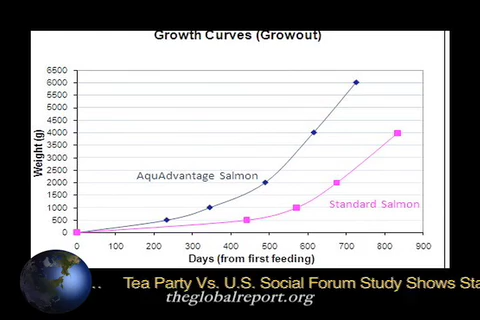 Growth Curves (Growout)
6500
6000
5500
5000
4500
4000
3500
3000
2500
2000
1500
1000
500
0
Weight (g)
AquAdvantage Salmon
Standard Salmon
0 100 200 300 400 500 600 700 800 900
Days (from first feeding)
.. Tea Party Vs. U.S. Social Forum Study Shows Sta
theglobalreport.org